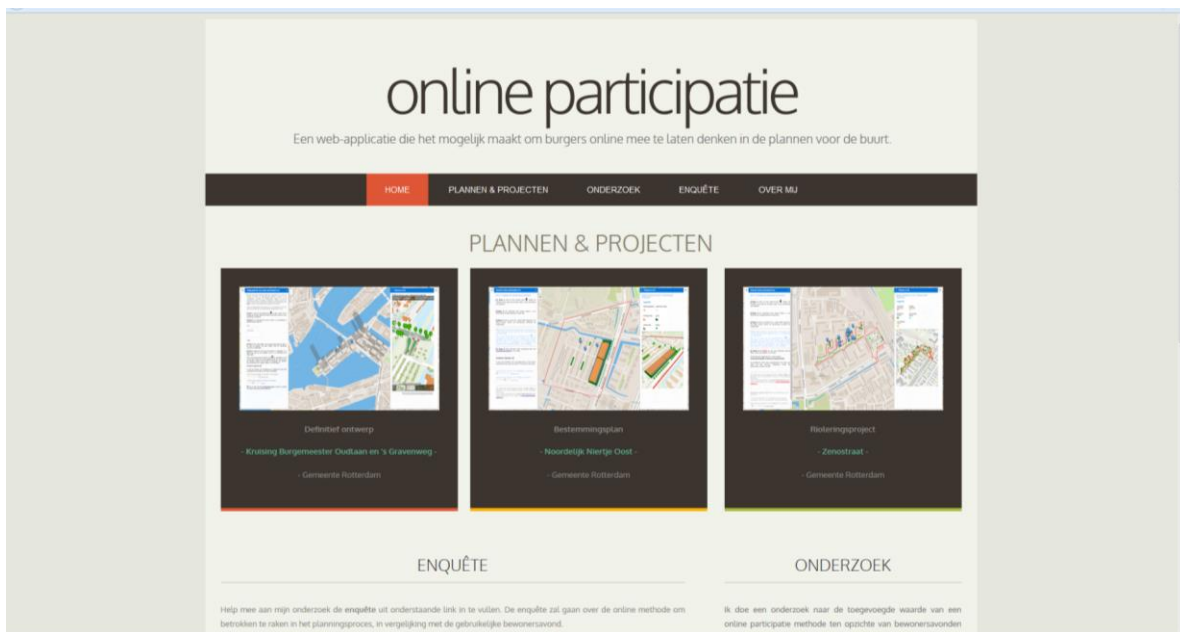 online participatie
Een web-applicatie die het mogelijk maakt om burgers online mee te laten denken in de plannen voor de buurt.
HOME PLANNEN & PROJECTEN ONDERZOEK ENQUÊTE OVER MIJ
PLANNEN & PROJECTEN
Definitief ontwerp
- Kruising Burgemeester Oudlaan en 's Gravenweg -
- Gemeente Rotterdam
Bestemmingsplan
- Noordelijk Niertje Oost -
- Gemeente Rotterdam
Rioleringsproject
- Zenostraat -
- Gemeente Rotterdam
ENQUÊTE
Help mee aan mijn onderzoek de enquête uit onderstaande link in te vullen. De enquête zal gaan over de online methode om
betrokken te raken in het planningsproces, in vergelijking met de gebruikelijke bewonersavond.
ONDERZOEK
Ik doe een onderzoek naar de toegevoegde waarde van een
online participatie methode ten opzichte van bewonersavonden